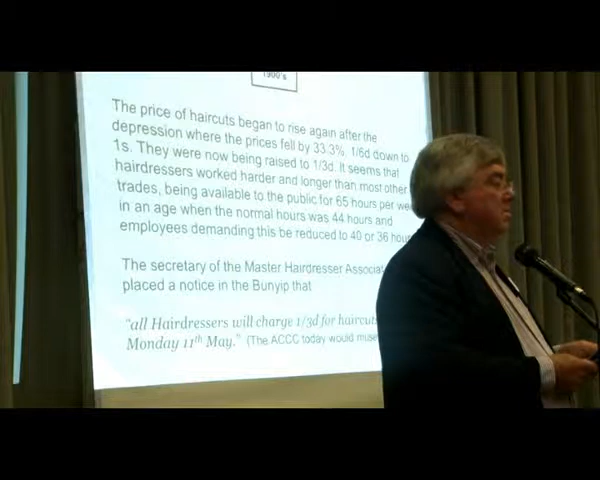 1900's
The price of haircuts began to rise again after the
depression where the prices fell by 33.3%. 1/6d down to
1s. They were now being raised to 1/3d. It seems that
hairdressers worked harder and longer than most other
trades, being available to the public for 65 hours per
in an age when the normal hours was 44 hours and
employees demanding this be reduced to 40 or 36
The secretary of the Master Hairdresser
placed a notice in the Bunyip that
"all Hairdressers will charge 1/3d for
Monday 11th May." (The ACCC today would